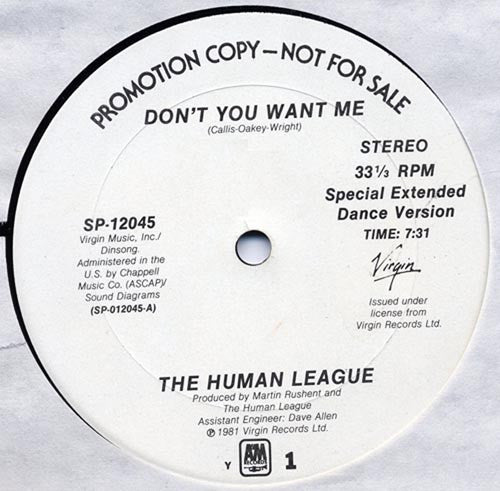 PROMOTION COPY—NOT FOR SALE
DON'T YOU WANT ME
(Callis-Oakey-Wright)
STEREO
33 1/3 RPM
Special Extended
Dance Version
TIME: 7:31
SP-12045
Virgin Music, Inc./
Dinsong.
Administered in the
U.S. by Chappell
Music Co. (ASCAP)/
Sound Diagrams
(SP-012045-A)
Virgin
Issued under
license from
Virgin Records Ltd.
THE HUMAN LEAGUE
Produced by Martin Rushent and
The Human League
Assistant Engineer: Dave Allen
℗ 1981 Virgin Records Ltd.
Y
A&M
RECORDS
1